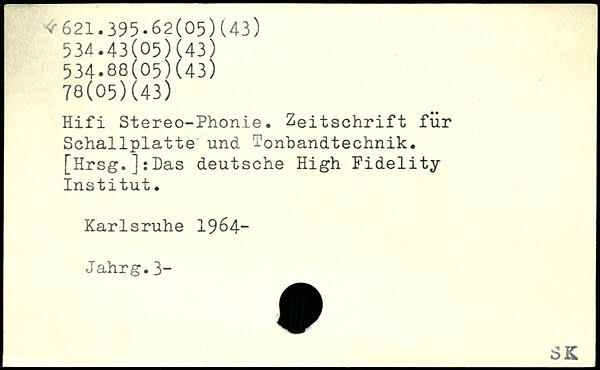 621.395.62(05)(43)
534.43(05)(43)
534.88(05)(43)
78(05)(43)
Hifi Stereo-Phonie. Zeitschrift für
Schallplatte und Tonbandtechnik.
[Hrsg.]:Das deutsche High Fidelity
Institut.
Karlsruhe 1964-
Jahrg.3-
SK